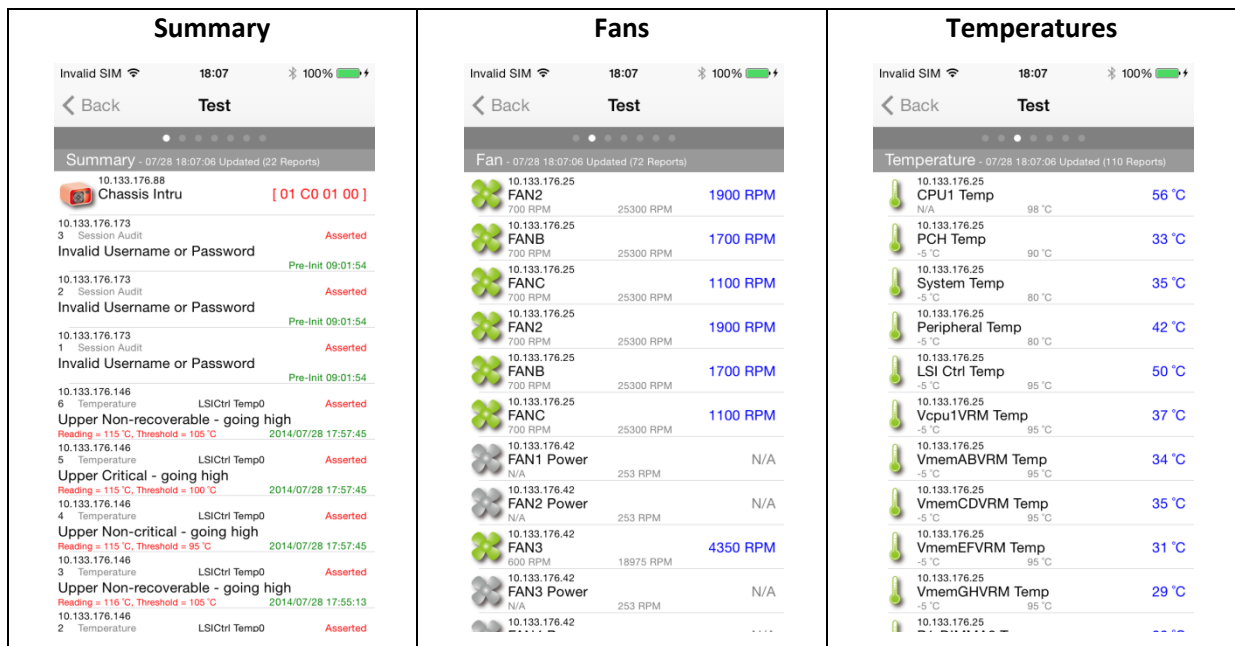 Summary
Invalid SIM 18:07 100%
Back Test
Summary - 07/28 18:07:06 Updated (22 Reports)
10.133.176.88
Chassis Intru [ 01 C0 01 00 ]
10.133.176.173
3 Session Audit Asserted
Invalid Username or Password
Pre-Init 09:01:54
10.133.176.173
2 Session Audit Asserted
Invalid Username or Password
Pre-Init 09:01:54
10.133.176.173
1 Session Audit Asserted
Invalid Username or Password
Pre-Init 09:01:54
10.133.176.146
6 Temperature LSICtrl Temp0 Asserted
Upper Non-recoverable - going high
Reading = 115 °C, Threshold = 105 °C 2014/07/28 17:57:45
10.133.176.146
5 Temperature LSICtrl Temp0 Asserted
Upper Critical - going high
Reading = 115 °C, Threshold = 100 °C 2014/07/28 17:57:45
10.133.176.146
4 Temperature LSICtrl Temp0 Asserted
Upper Non-critical - going high
Reading = 115 °C, Threshold = 95 °C 2014/07/28 17:57:45
10.133.176.146
3 Temperature LSICtrl Temp0 Asserted
Upper Non-recoverable - going high
Reading = 116 °C, Threshold = 105 °C 2014/07/28 17:55:13
10.133.176.146
2 Temperature LSICtrl Temp0 Asserted
Fans
Invalid SIM 18:07 100%
Back Test
Fan - 07/28 18:07:06 Updated (72 Reports)
10.133.176.25
FAN2 1900 RPM
700 RPM 25300 RPM
10.133.176.25
FANB 1700 RPM
700 RPM 25300 RPM
10.133.176.25
FANC 1100 RPM
700 RPM 25300 RPM
10.133.176.25
FAN2 1900 RPM
700 RPM 25300 RPM
10.133.176.25
FANB 1700 RPM
700 RPM 25300 RPM
10.133.176.25
FANC 1100 RPM
700 RPM 25300 RPM
10.133.176.42
FAN1 Power N/A
N/A 253 RPM
10.133.176.42
FAN2 Power N/A
N/A 253 RPM
10.133.176.42
FAN3 4350 RPM
600 RPM 18975 RPM
10.133.176.42
FAN3 Power N/A
N/A 253 RPM
10.133.176.42
Temperatures
Invalid SIM 18:07 100%
Back Test
Temperature - 07/28 18:07:06 Updated (110 Reports)
10.133.176.25
CPU1 Temp 56 °C
N/A 98 °C
10.133.176.25
PCH Temp 33 °C
-5 °C 90 °C
10.133.176.25
System Temp 35 °C
-5 °C 80 °C
10.133.176.25
Peripheral Temp 42 °C
-5 °C 80 °C
10.133.176.25
LSI Ctrl Temp 50 °C
-5 °C 95 °C
10.133.176.25
Vcpu1VRM Temp 37 °C
-5 °C 95 °C
10.133.176.25
VmemABVRM Temp 34 °C
-5 °C 95 °C
10.133.176.25
VmemCDVRM Temp 35 °C
-5 °C 95 °C
10.133.176.25
VmemEFVRM Temp 31 °C
-5 °C 95 °C
10.133.176.25
VmemGHVRM Temp 29 °C
-5 °C 95 °C
10.133.176.25